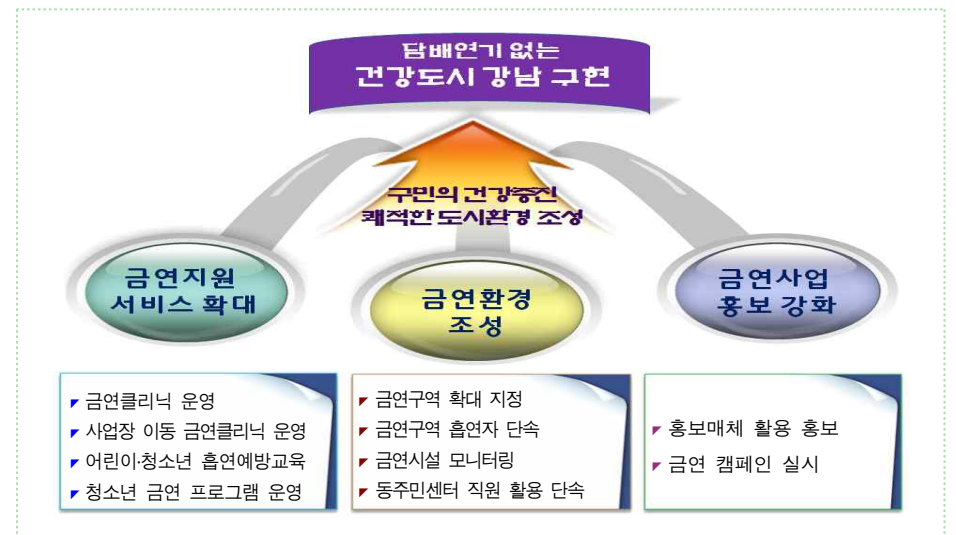 담배연기 없는
건강도시 강남 구현
구민의 건강증진
쾌적한 도시환경 조성
금연지원
서비스 확대
금연환경
조성
금연사업
홍보 강화
금연클리닉 운영
사업장 이동 금연클리닉 운영
어린이·청소년 흡연예방교육
청소년 금연 프로그램 운영
금연구역 확대 지정
금연구역 흡연자 단속
금연시설 모니터링
동주민센터 직원 활용 단속
홍보매체 활용 홍보
금연 캠페인 실시